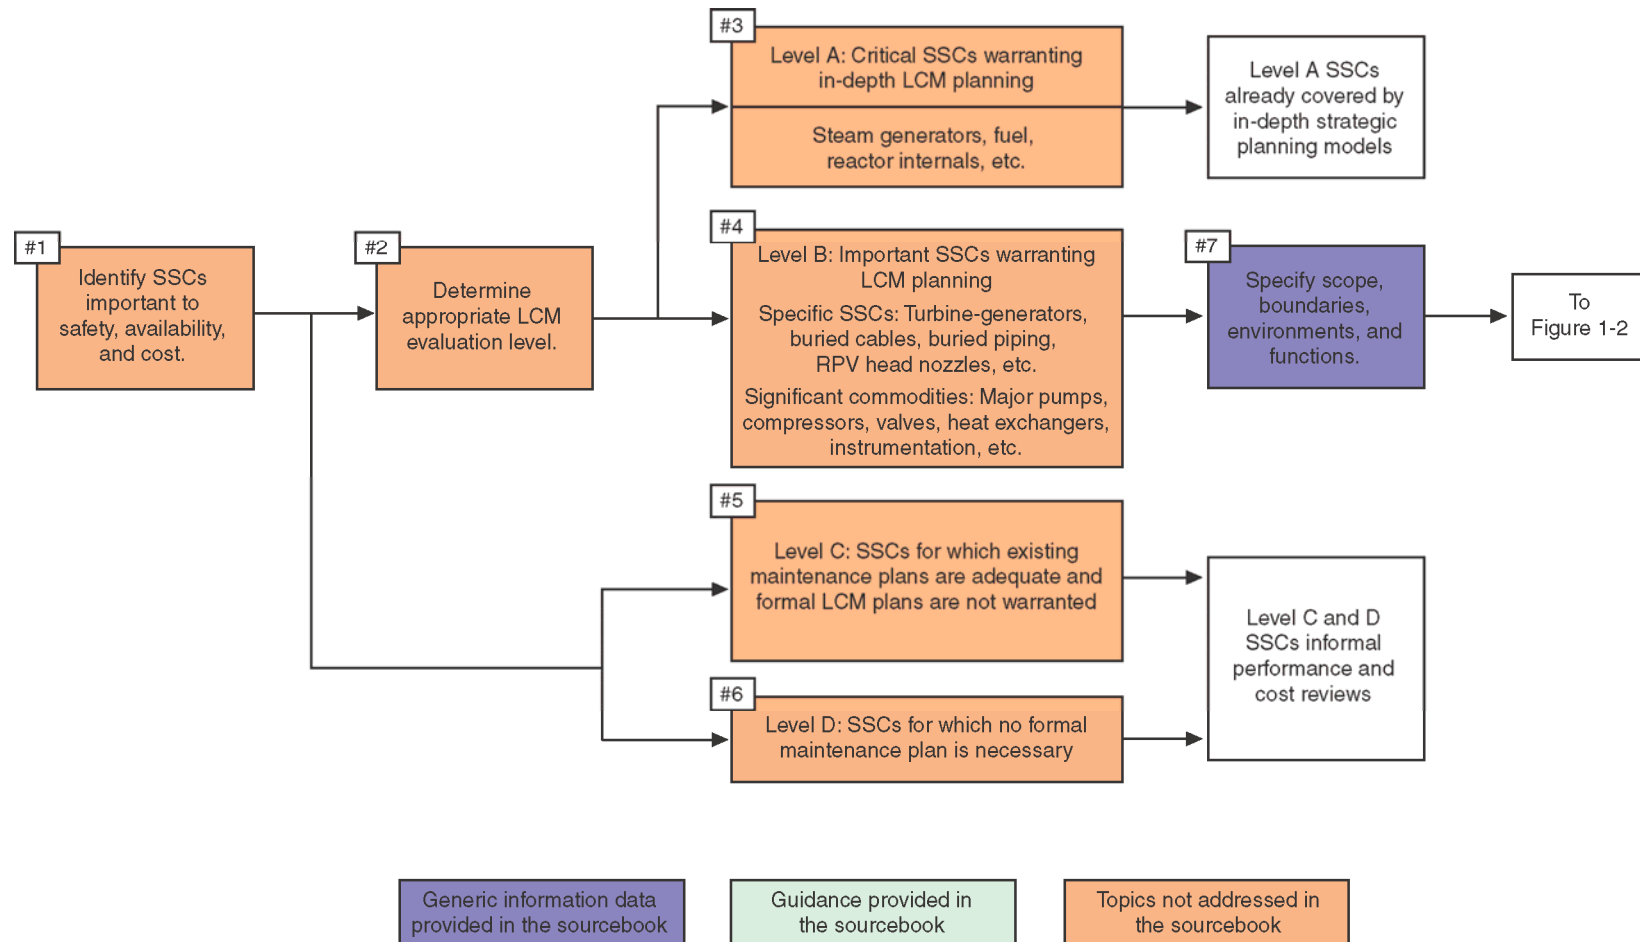 #3
Level A: Critical SSCs warranting
in-depth LCM planning
Steam generators, fuel,
reactor internals, etc.
Level A SSCs
already covered by
in-depth strategic
planning models
#1
Identify SSCs
important to
safety, availability,
and cost.
#2
Determine
appropriate LCM
evaluation level.
#4
Level B: Important SSCs warranting
LCM planning
Specific SSCs: Turbine-generators,
buried cables, buried piping,
RPV head nozzles, etc.
Significant commodities: Major pumps,
compressors, valves, heat exchangers,
instrumentation, etc.
#7
Specify scope,
boundaries,
environments, and
functions.
To
Figure 1-2
#5
Level C: SSCs for which existing
maintenance plans are adequate and
formal LCM plans are not warranted
#6
Level D: SSCs for which no formal
maintenance plan is necessary
Level C and D
SSCs informal
performance and
cost reviews
Generic information data
provided in the sourcebook
Guidance provided in
the sourcebook
Topics not addressed in
the sourcebook